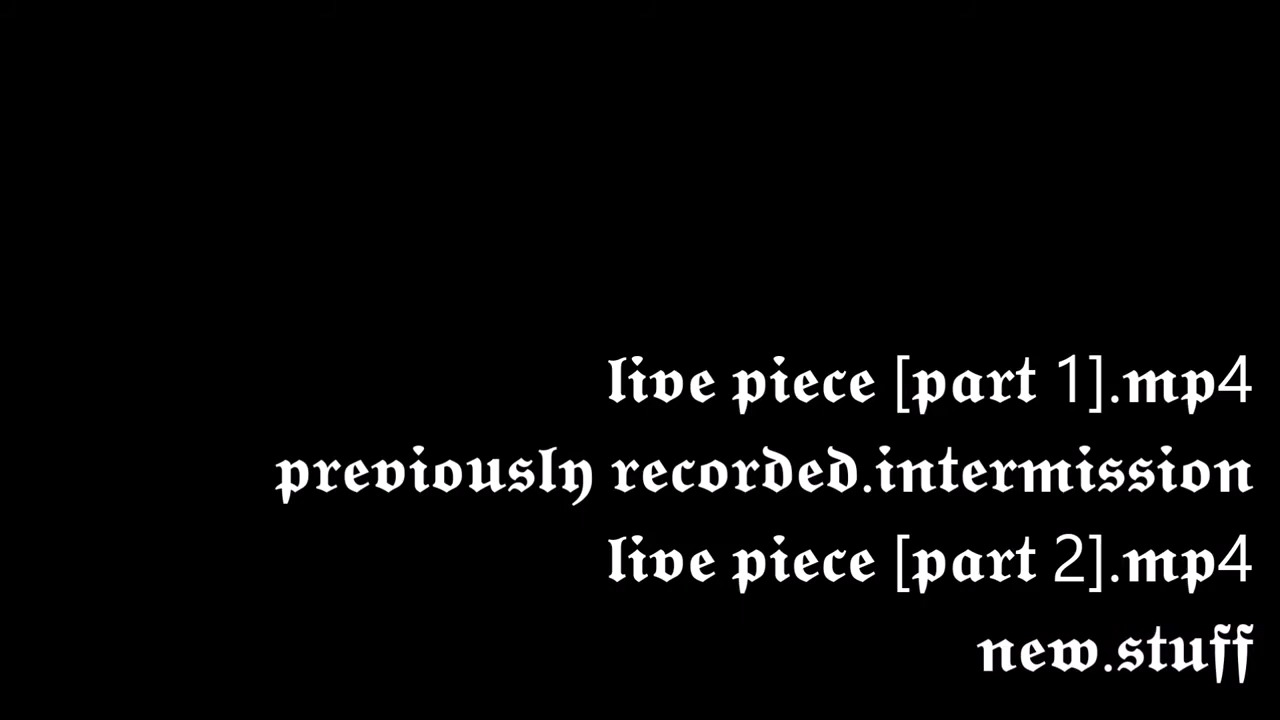 live piece [part 1].mp4
previously recorded.intermission
live piece [part 2].mp4
new.stuff